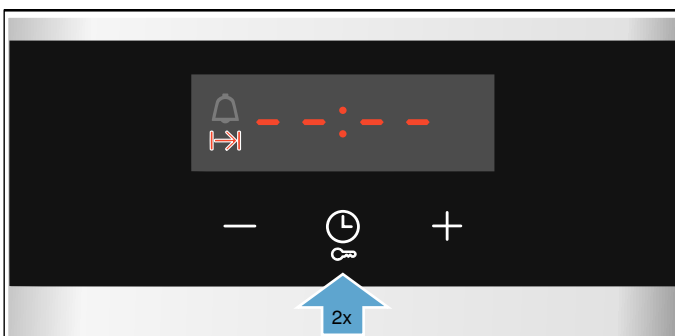 – –:– –
2x